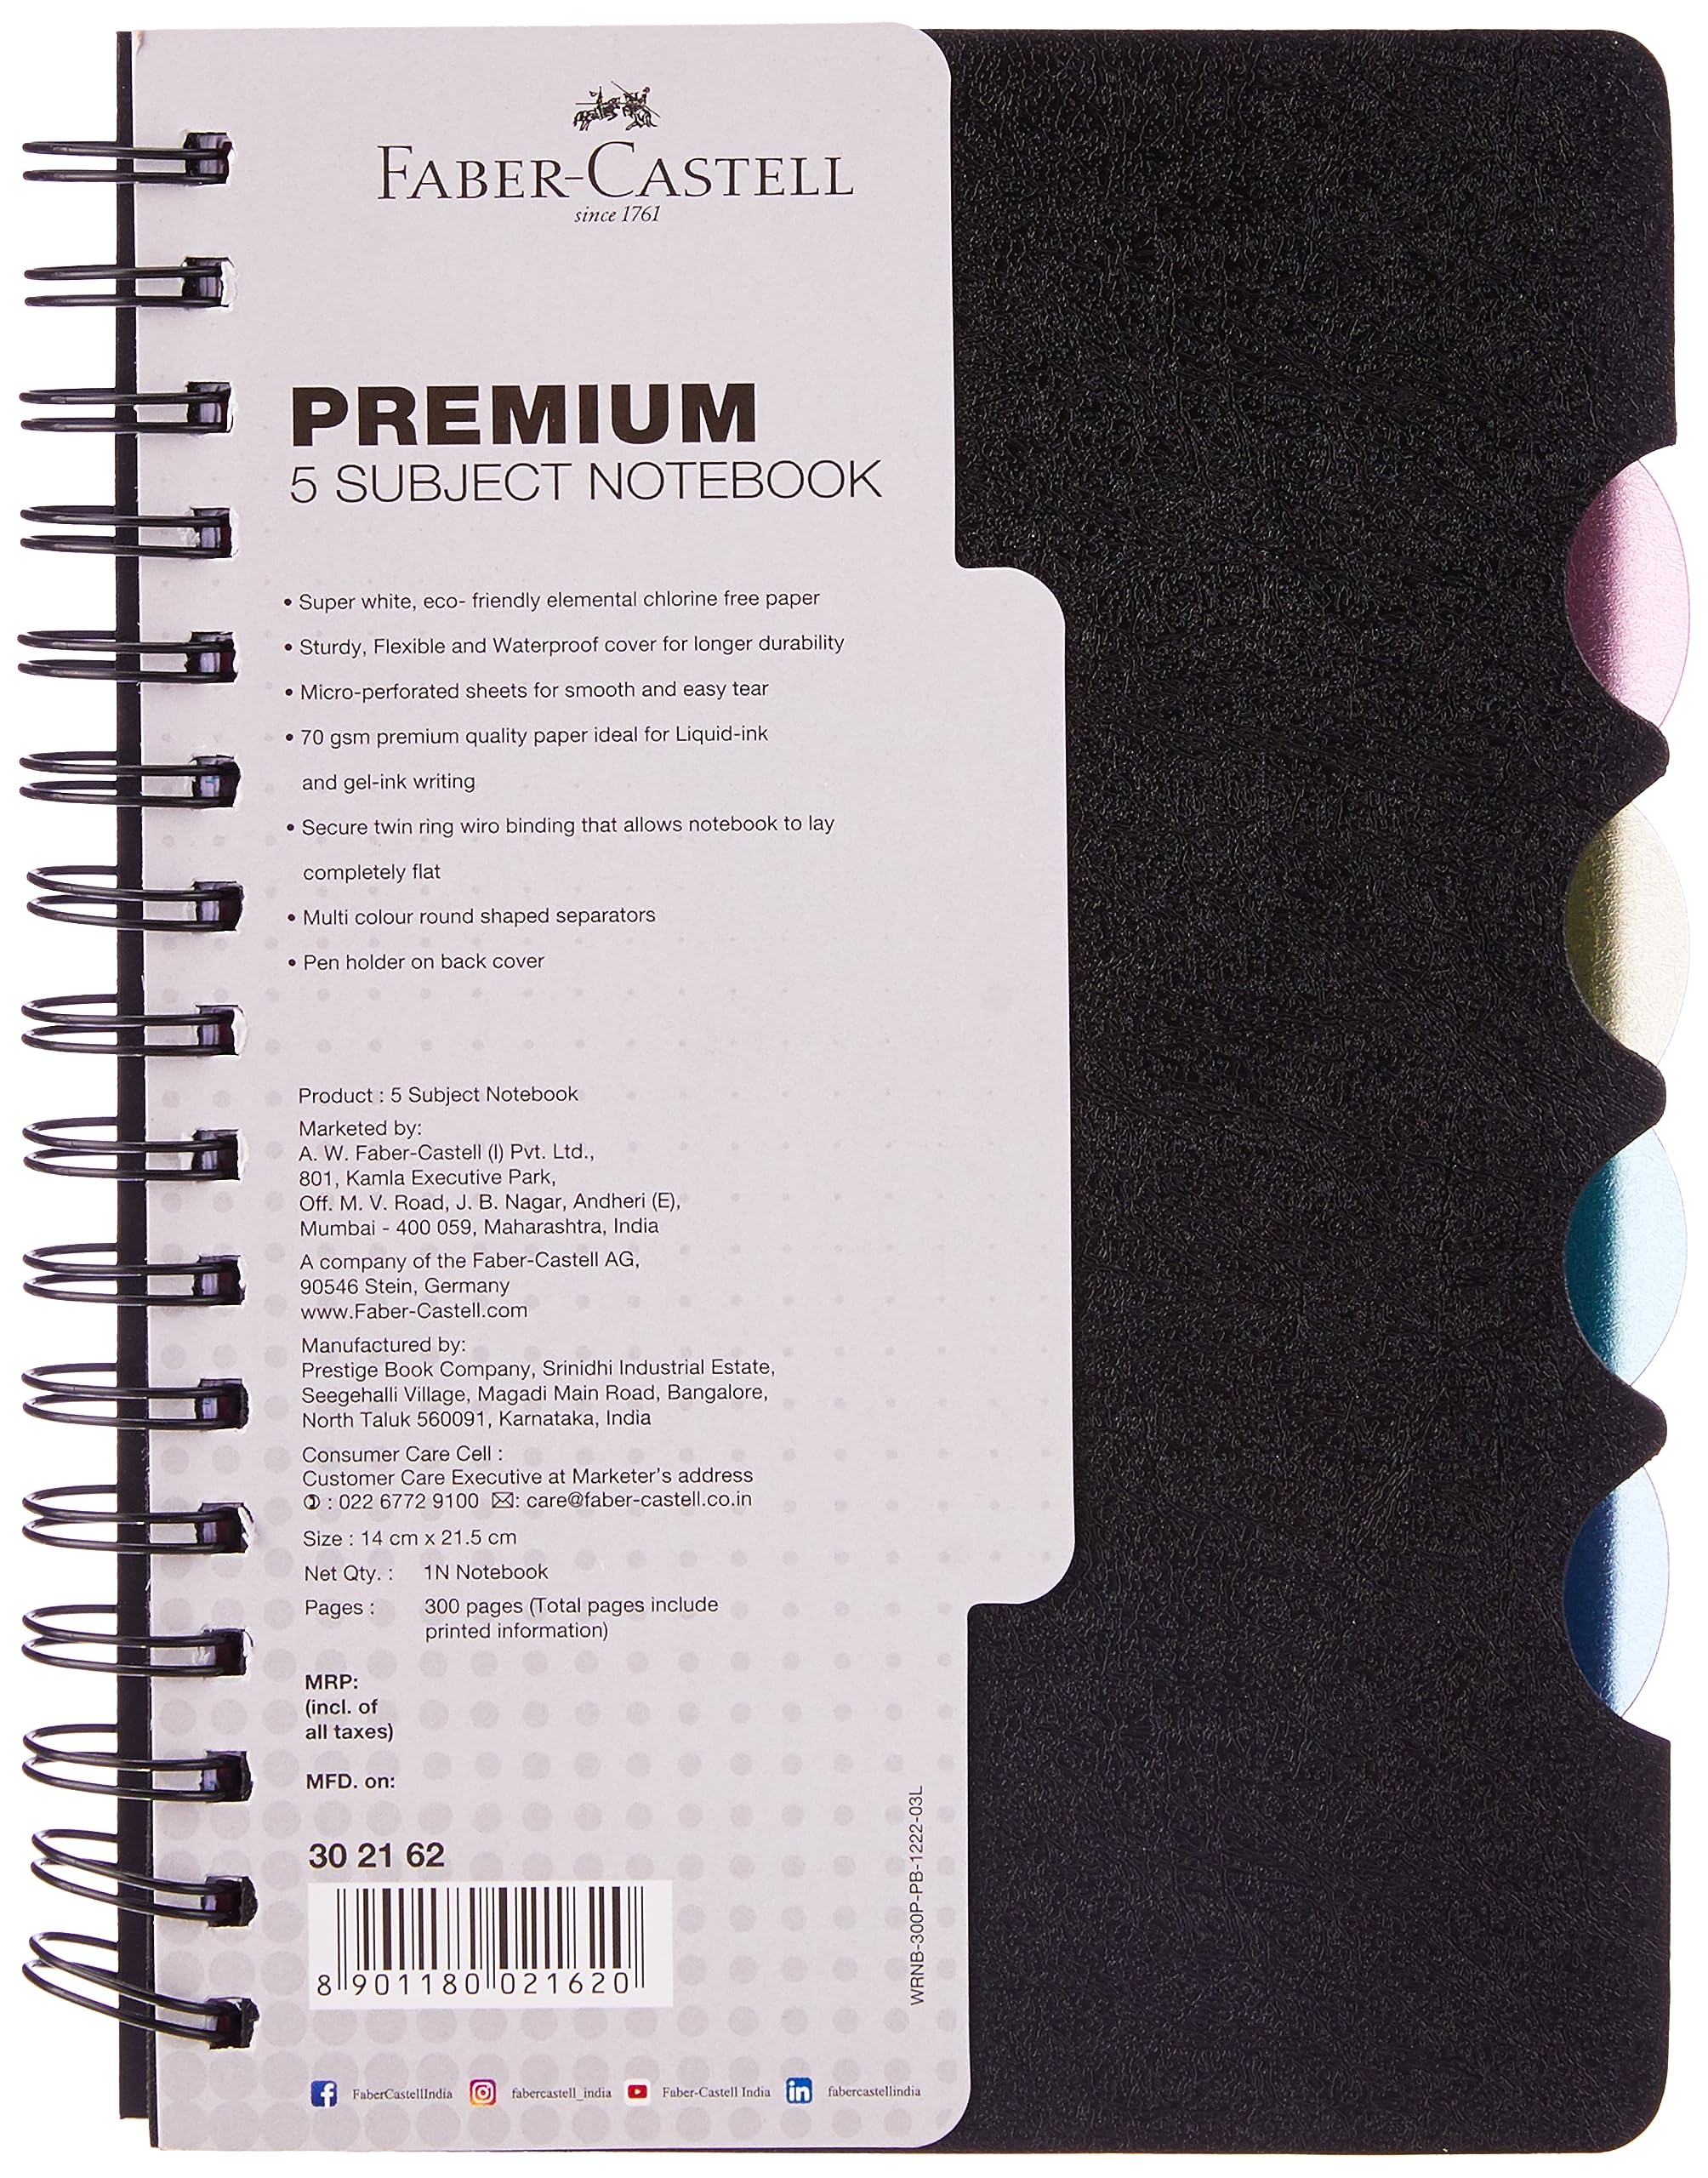 FABER-CASTELL
since 1761
PREMIUM
5 SUBJECT NOTEBOOK
• Super white, eco- friendly elemental chlorine free paper
• Sturdy, Flexible and Waterproof cover for longer durability
• Micro-perforated sheets for smooth and easy tear
• 70 gsm premium quality paper ideal for Liquid-ink
and gel-ink writing
• Secure twin ring wiro binding that allows notebook to lay
completely flat
• Multi colour round shaped separators
• Pen holder on back cover
Product : 5 Subject Notebook
Marketed by:
A. W. Faber-Castell (I) Pvt. Ltd.,
801, Kamla Executive Park,
Off. M. V. Road, J. B. Nagar, Andheri (E),
Mumbai - 400 059, Maharashtra, India
A company of the Faber-Castell AG,
90546 Stein, Germany
www.Faber-Castell.com
Manufactured by:
Prestige Book Company, Srinidhi Industrial Estate,
Seegehalli Village, Magadi Main Road, Bangalore,
North Taluk 560091, Karnataka, India
Consumer Care Cell :
Customer Care Executive at Marketer's address
: 022 6772 9100 : care@faber-castell.co.in
Size : 14 cm x 21.5 cm
Net Qty. : 1N Notebook
Pages : 300 pages (Total pages include
printed information)
MRP:
(incl. of
all taxes)
MFD. on:
30 21 62
8 901180 021620
WRNB-300P-PB-1222-03L
FaberCastellIndia fabercastell_india Faber-Castell India fabercastellindia